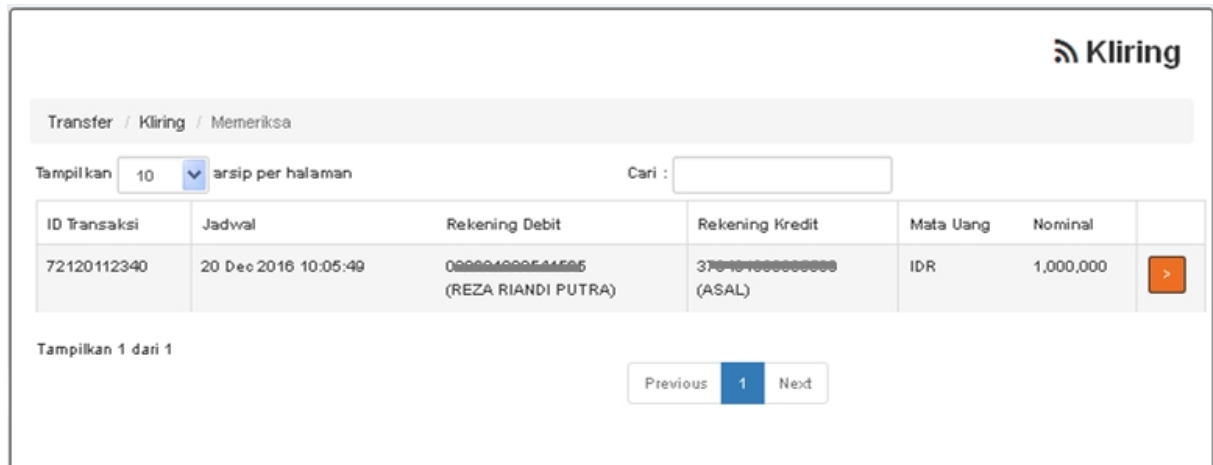 Kliring
Transfer / Kliring / Memeriksa
Tampilkan 10 arsip per halaman Cari :
ID Transaksi Jadwal Rekening Debit Rekening Kredit Mata Uang Nominal
72120112340 20 Dec 2016 10:05:49 IDR 1,000,000 >
(REZA RIANDI PUTRA) (ASAL)
Tampilkan 1 dari 1
Previous 1 Next